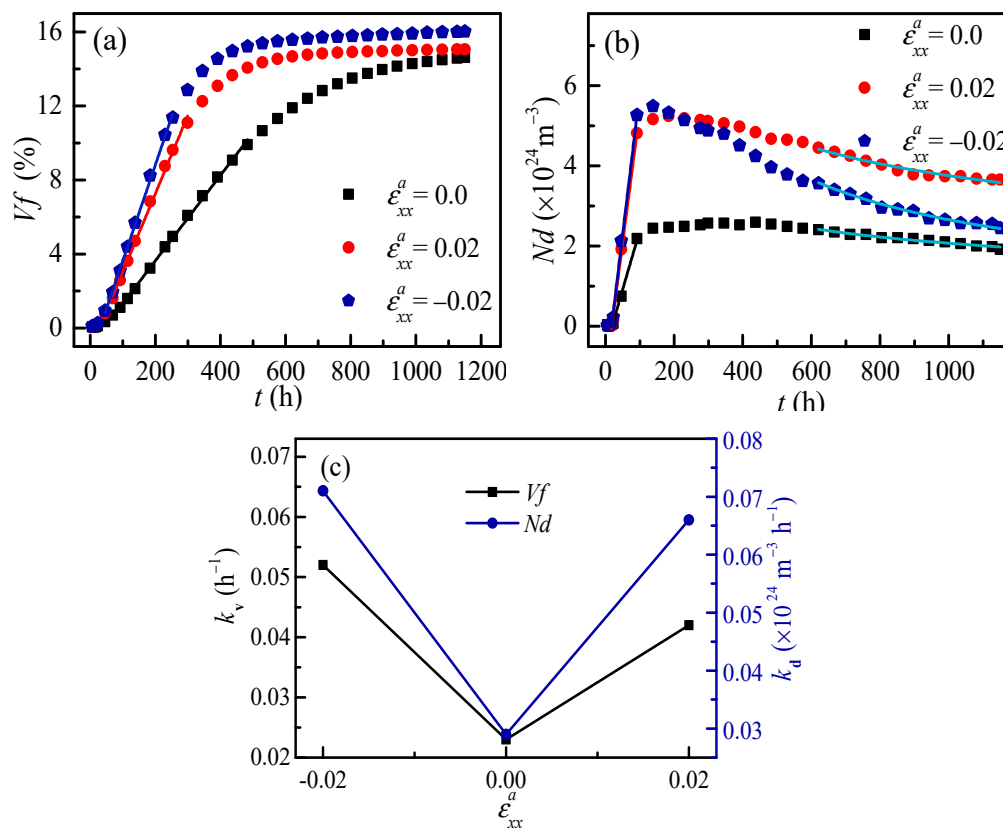 (a)
16
12
8
4
0
Vf (%)
ε^a_xx = 0.0
ε^a_xx = 0.02
ε^a_xx = −0.02
0 200 400 600 800 1000 1200
t (h)
(b)
6
4
2
0
Nd (×10^24 m^−3)
ε^a_xx = 0.0
ε^a_xx = 0.02
ε^a_xx = −0.02
0 200 400 600 800 1000
t (h)
(c)
0.07
0.06
0.05
0.04
0.03
0.02
k_v (h^−1)
Vf
Nd
0.08
0.07
0.06
0.05
0.04
0.03
k_d (×10^24 m^−3 h^−1)
-0.02 0.00 0.02
ε^a_xx